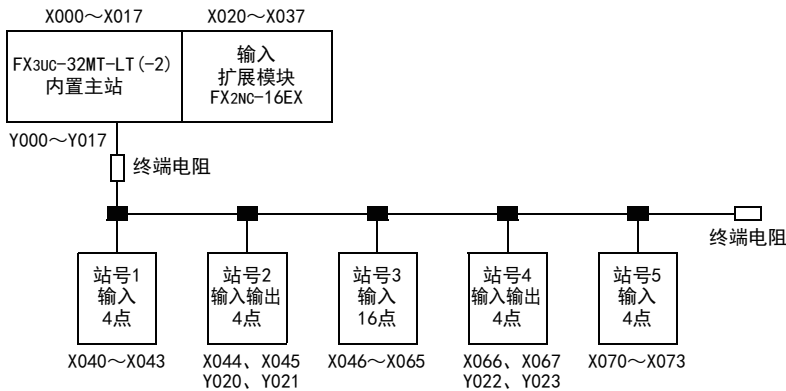 X000～X017
X020～X037
FX3UC-32MT-LT(-2)
内置主站
输入
扩展模块
FX2NC-16EX
Y000～Y017
终端电阻
终端电阻
站号1
输入
4点
站号2
输入输出
4点
站号3
输入
16点
站号4
输入输出
4点
站号5
输入
4点
X040～X043
X044、X045
Y020、Y021
X046～X065
X066、X067
Y022、Y023
X070～X073